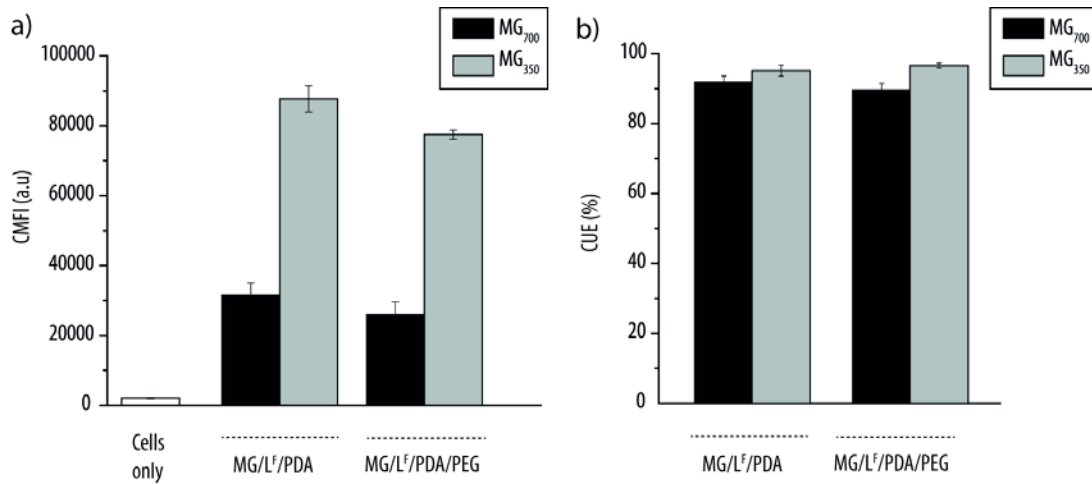 a)
MG700
MG350
100000
80000
60000
40000
20000
0
CMFI (a.u)
Cells
only
MG/LF/PDA
MG/LF/PDA/PEG
b)
MG700
MG350
100
80
60
40
20
0
CUE (%)
MG/LF/PDA
MG/LF/PDA/PEG